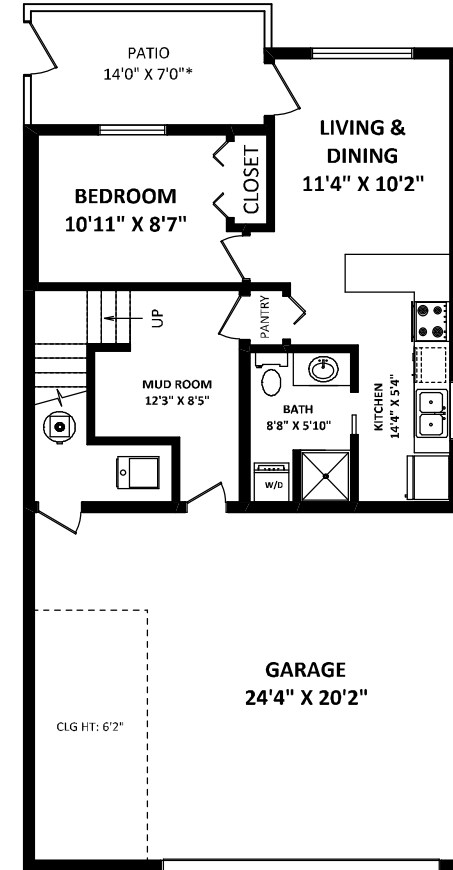 PATIO
14'0" X 7'0"*
LIVING &
DINING
11'4" X 10'2"
CLOSET
BEDROOM
10'11" X 8'7"
UP
PANTRY
MUD ROOM
12'3" X 8'5"
BATH
8'8" X 5'10"
KITCHEN
14'4" X 5'4"
W/D
GARAGE
24'4" X 20'2"
CLG HT: 6'2"